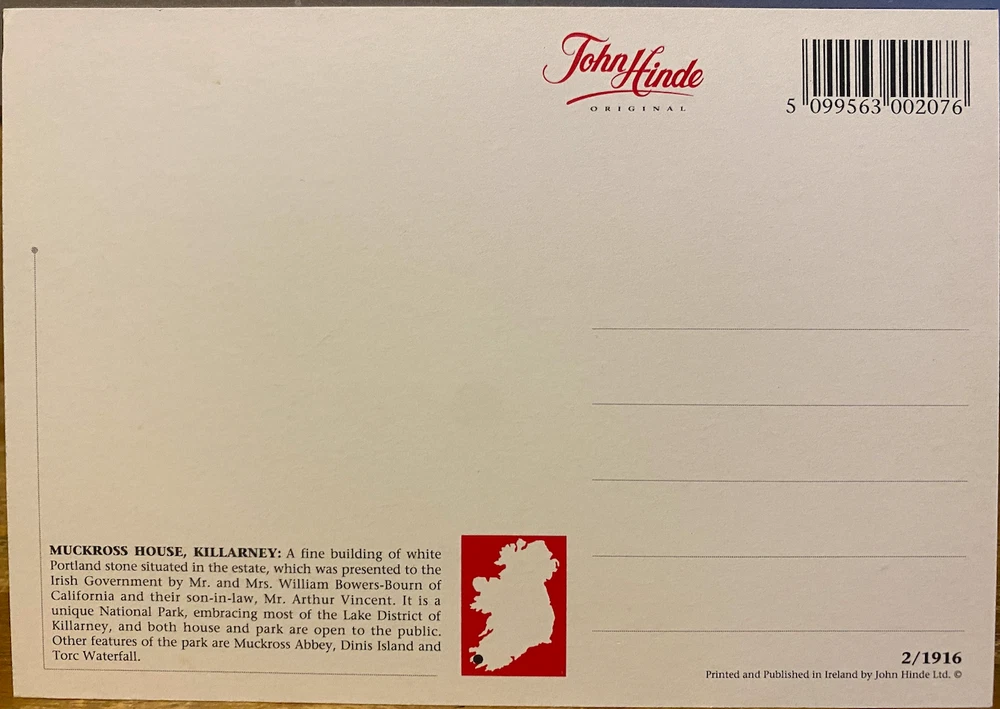 John Hinde
ORIGINAL
5 099563 002076
MUCKROSS HOUSE, KILLARNEY: A fine building of white
Portland stone situated in the estate, which was presented to the
Irish Government by Mr. and Mrs. William Bowers-Bourn of
California and their son-in-law, Mr. Arthur Vincent. It is a
unique National Park, embracing most of the Lake District of
Killarney, and both house and park are open to the public.
Other features of the park are Muckross Abbey, Dinis Island and
Torc Waterfall.
2/1916
Printed and Published in Ireland by John Hinde Ltd. ©